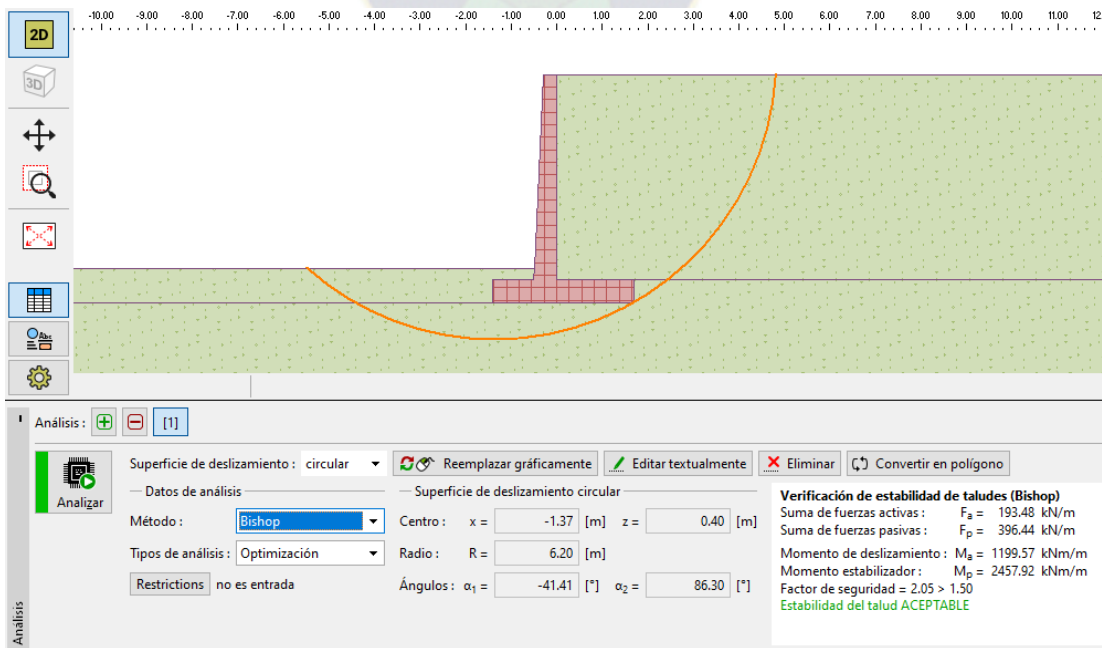 -10.00 -9.00 -8.00 -7.00 -6.00 -5.00 -4.00 -3.00 -2.00 -1.00 0.00 1.00 2.00 3.00 4.00 5.00 6.00 7.00 8.00 9.00 10.00 11.00 12.
2D
3D
Abc
Análisis : [1]
Analizar
Superficie de deslizamiento : circular Reemplazar gráficamente Editar textualmente Eliminar Convertir en polígono
Datos de análisis
Método : Bishop
Tipos de análisis : Optimización
Restrictions no es entrada
Superficie de deslizamiento circular
Centro : x = -1.37 [m] z = 0.40 [m]
Radio : R = 6.20 [m]
Ángulos : α1 = -41.41 [°] α2 = 86.30 [°]
Verificación de estabilidad de taludes (Bishop)
Suma de fuerzas activas : Fa = 193.48 kN/m
Suma de fuerzas pasivas : Fp = 396.44 kN/m
Momento de deslizamiento : Ma = 1199.57 kNm/m
Momento estabilizador : Mp = 2457.92 kNm/m
Factor de seguridad = 2.05 > 1.50
Estabilidad del talud ACEPTABLE
Análisis